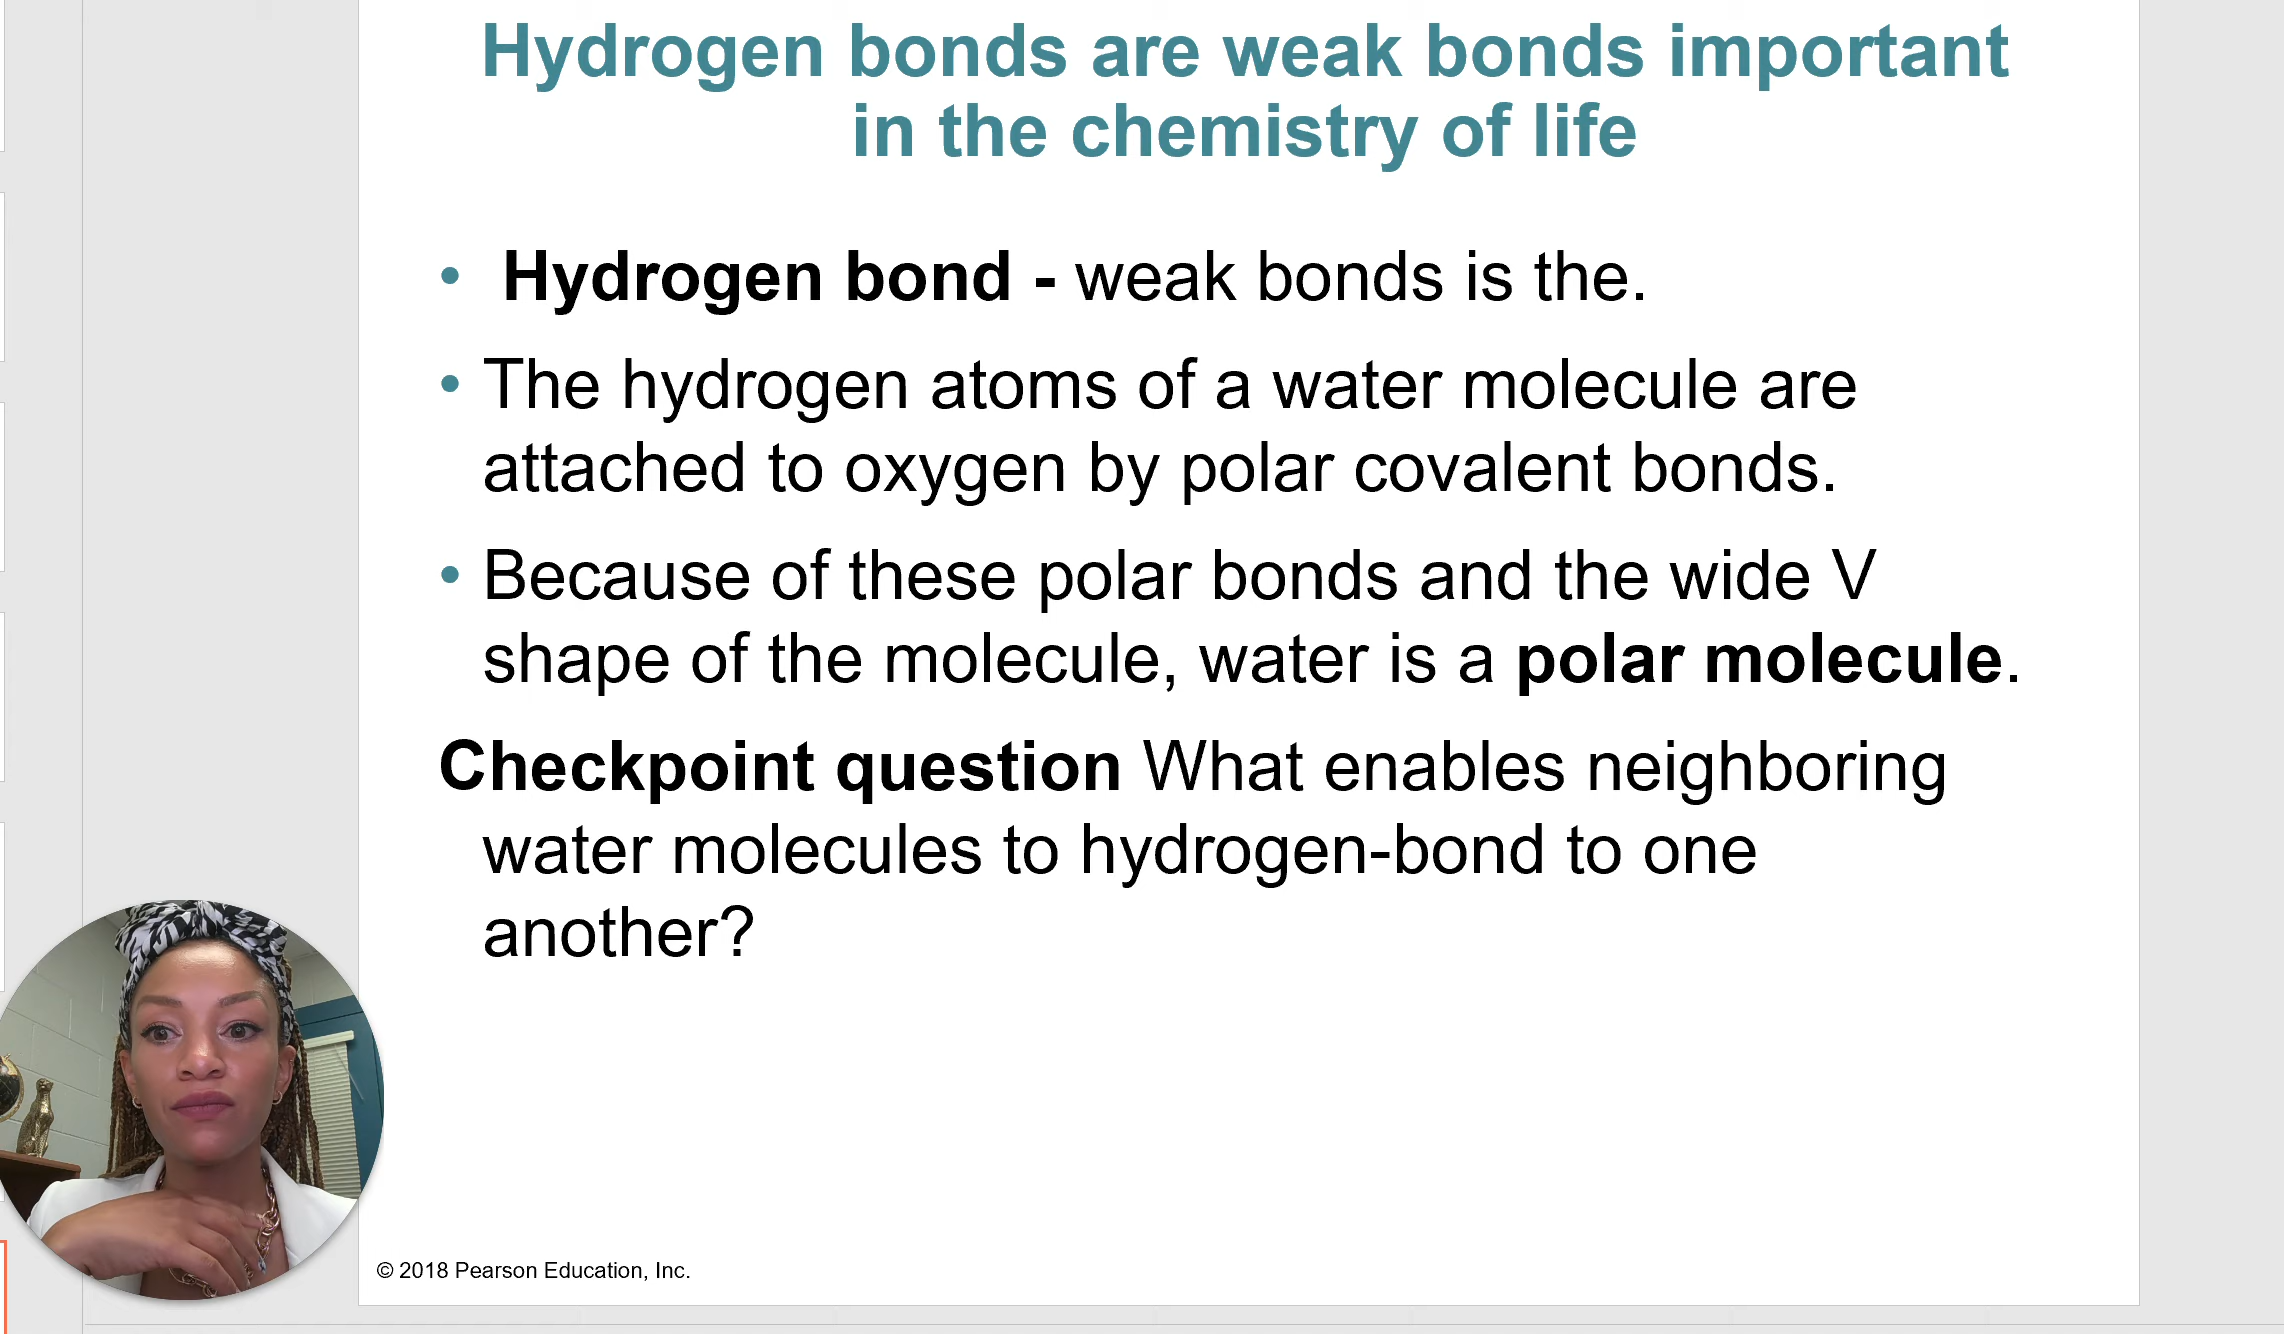 Hydrogen bonds are weak bonds important
in the chemistry of life
• Hydrogen bond - weak bonds is the.
• The hydrogen atoms of a water molecule are
attached to oxygen by polar covalent bonds.
• Because of these polar bonds and the wide V
shape of the molecule, water is a polar molecule.
Checkpoint question What enables neighboring
water molecules to hydrogen-bond to one
another?
© 2018 Pearson Education, Inc.